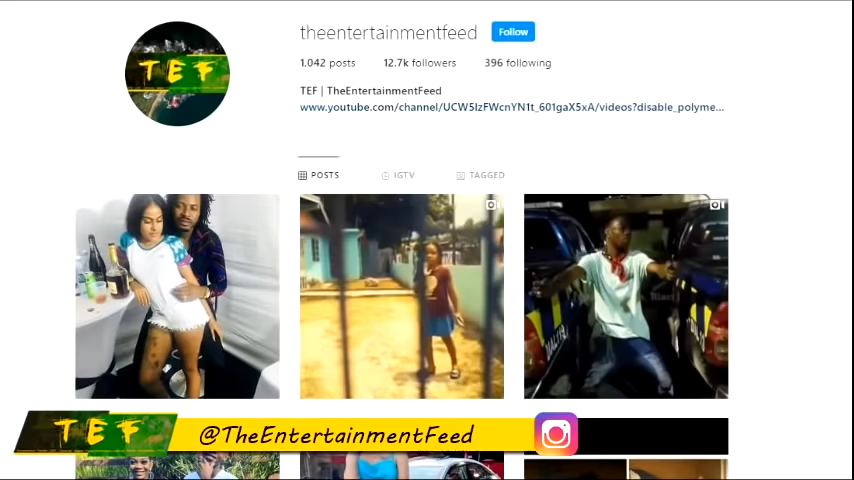 TEF
theentertainmentfeed Follow
1,042 posts 12.7k followers 396 following
TEF | TheEntertainmentFeed
www.youtube.com/channel/UCW5IzFWcnYN1t_601gaX5xA/videos?disable_polyme...
POSTS IGTV TAGGED
TEF @TheEntertainmentFeed